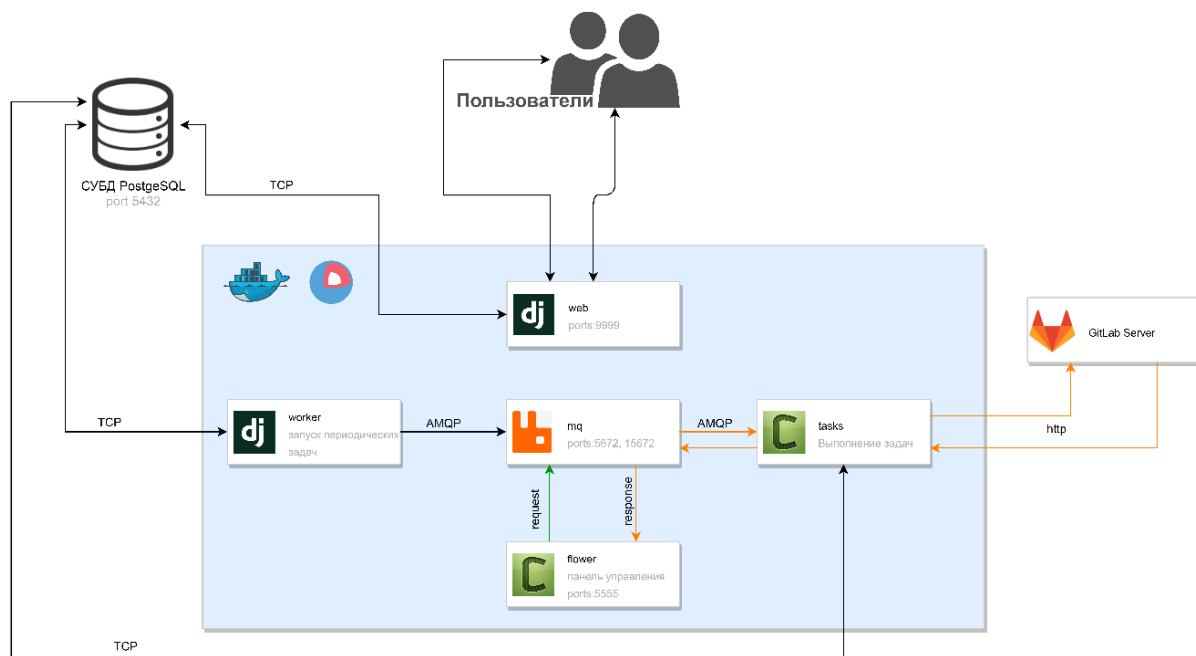 Пользователи
СУБД PostgeSQL
port 5432
TCP
web
ports:9999
GitLab Server
TCP
worker
запуск периодических
задач
AMQP
mq
ports:5672, 15672
AMQP
tasks
Выполнение задач
http
request
response
flower
панель управления
ports:5555
TCP